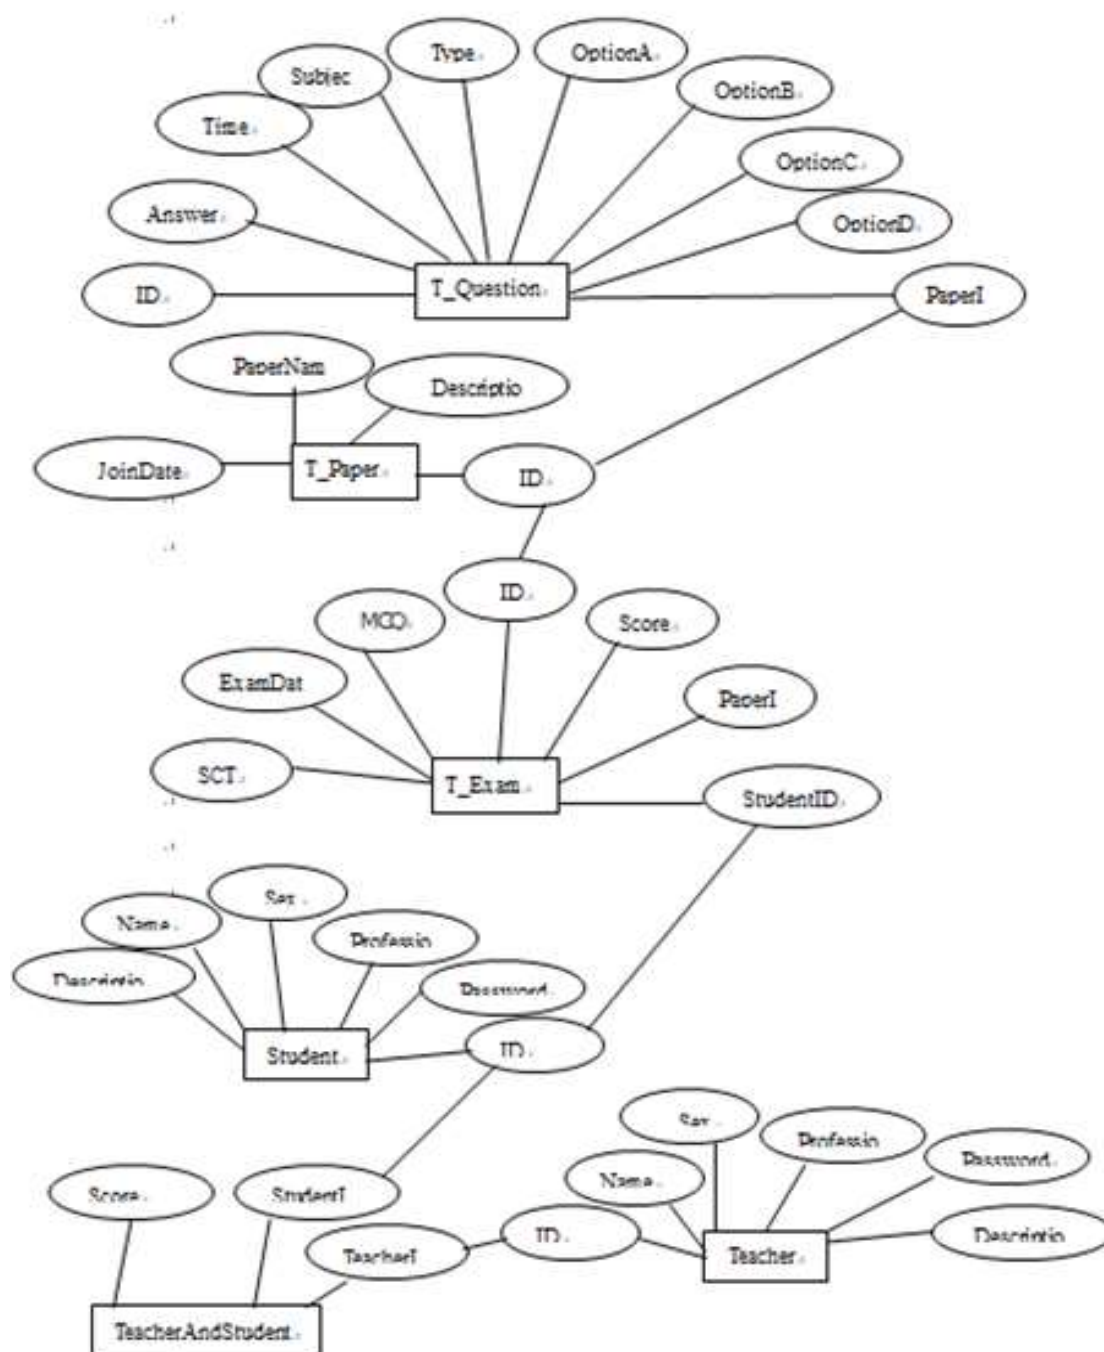 Type
OptionA
Subjec
OptionB
Time
OptionC
Answer
OptionD
ID
T_Question
PaperI
PaperNam
Descriptio
JoinDate
T_Paper
ID
ID
Score
ExamDat
PaperI
SCT
T_Exam
StudentID
Sex
Name
Professio
Descriptio
Password
Student
ID
Sex
Professio
Password
Name
Score
StudentI
ID
Descriptio
TeacherI
Teacher
TeacherAndStudent